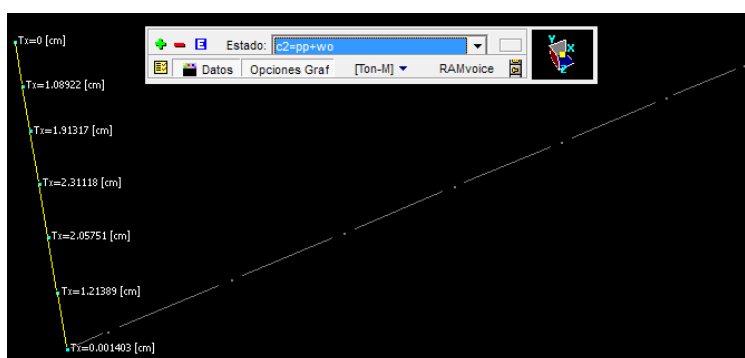 Tx=0 [cm]
Estado: c2=pp+wo
Datos Opciones Graf [Ton-M] RAMvoice
Y
X
Z
Tx=1.08922 [cm]
Tx=1.91317 [cm]
Tx=2.31118 [cm]
Tx=2.05751 [cm]
Tx=1.21389 [cm]
Tx=0.001403 [cm]